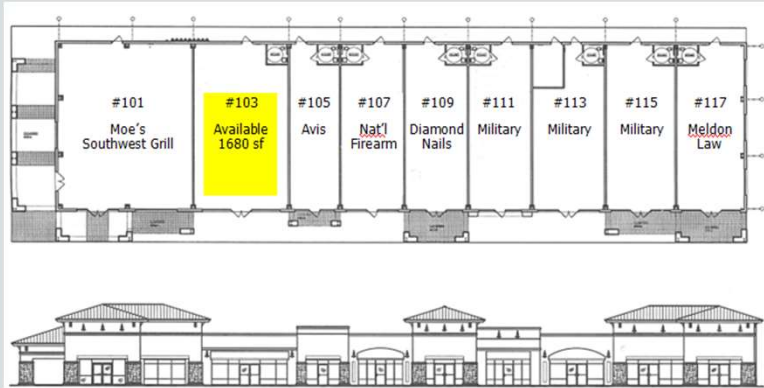 #101
Moe's
Southwest Grill
#103
Available
1680 sf
#105
Avis
#107
Nat'l
Firearm
#109
Diamond
Nails
#111
Military
#113
Military
#115
Military
#117
Meldon
Law